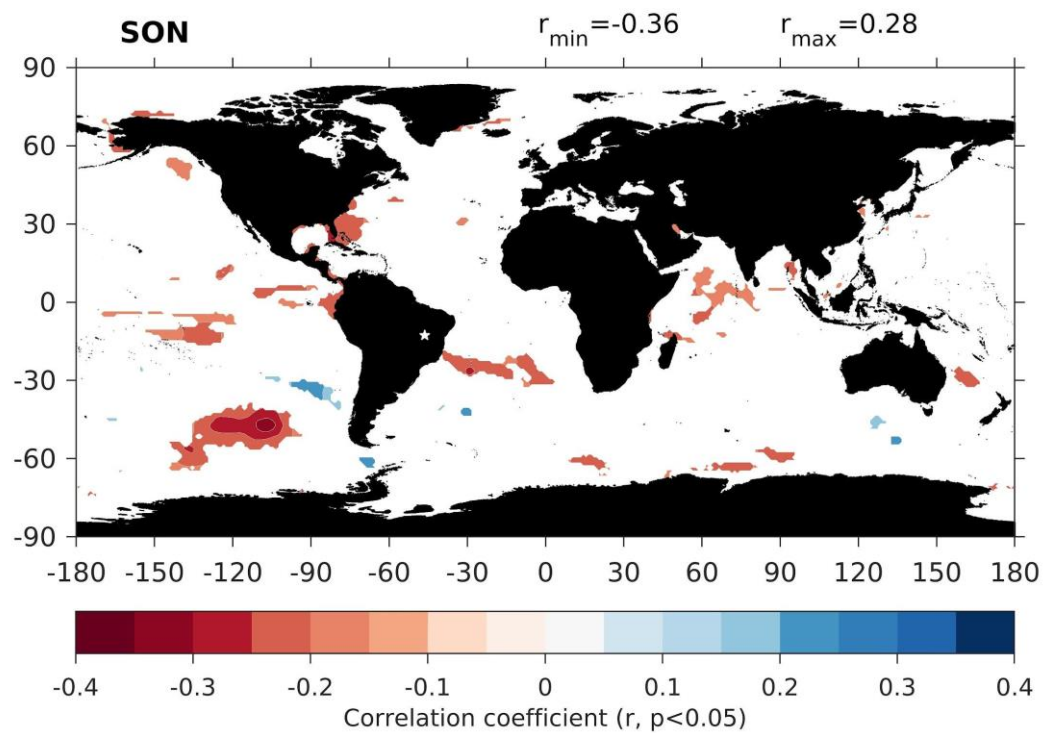 SON r_min=-0.36 r_max=0.28
90
60
30
0
-30
-60
-90
-180 -150 -120 -90 -60 -30 0 30 60 90 120 150 180
-0.4 -0.3 -0.2 -0.1 0 0.1 0.2 0.3 0.4
Correlation coefficient (r, p<0.05)